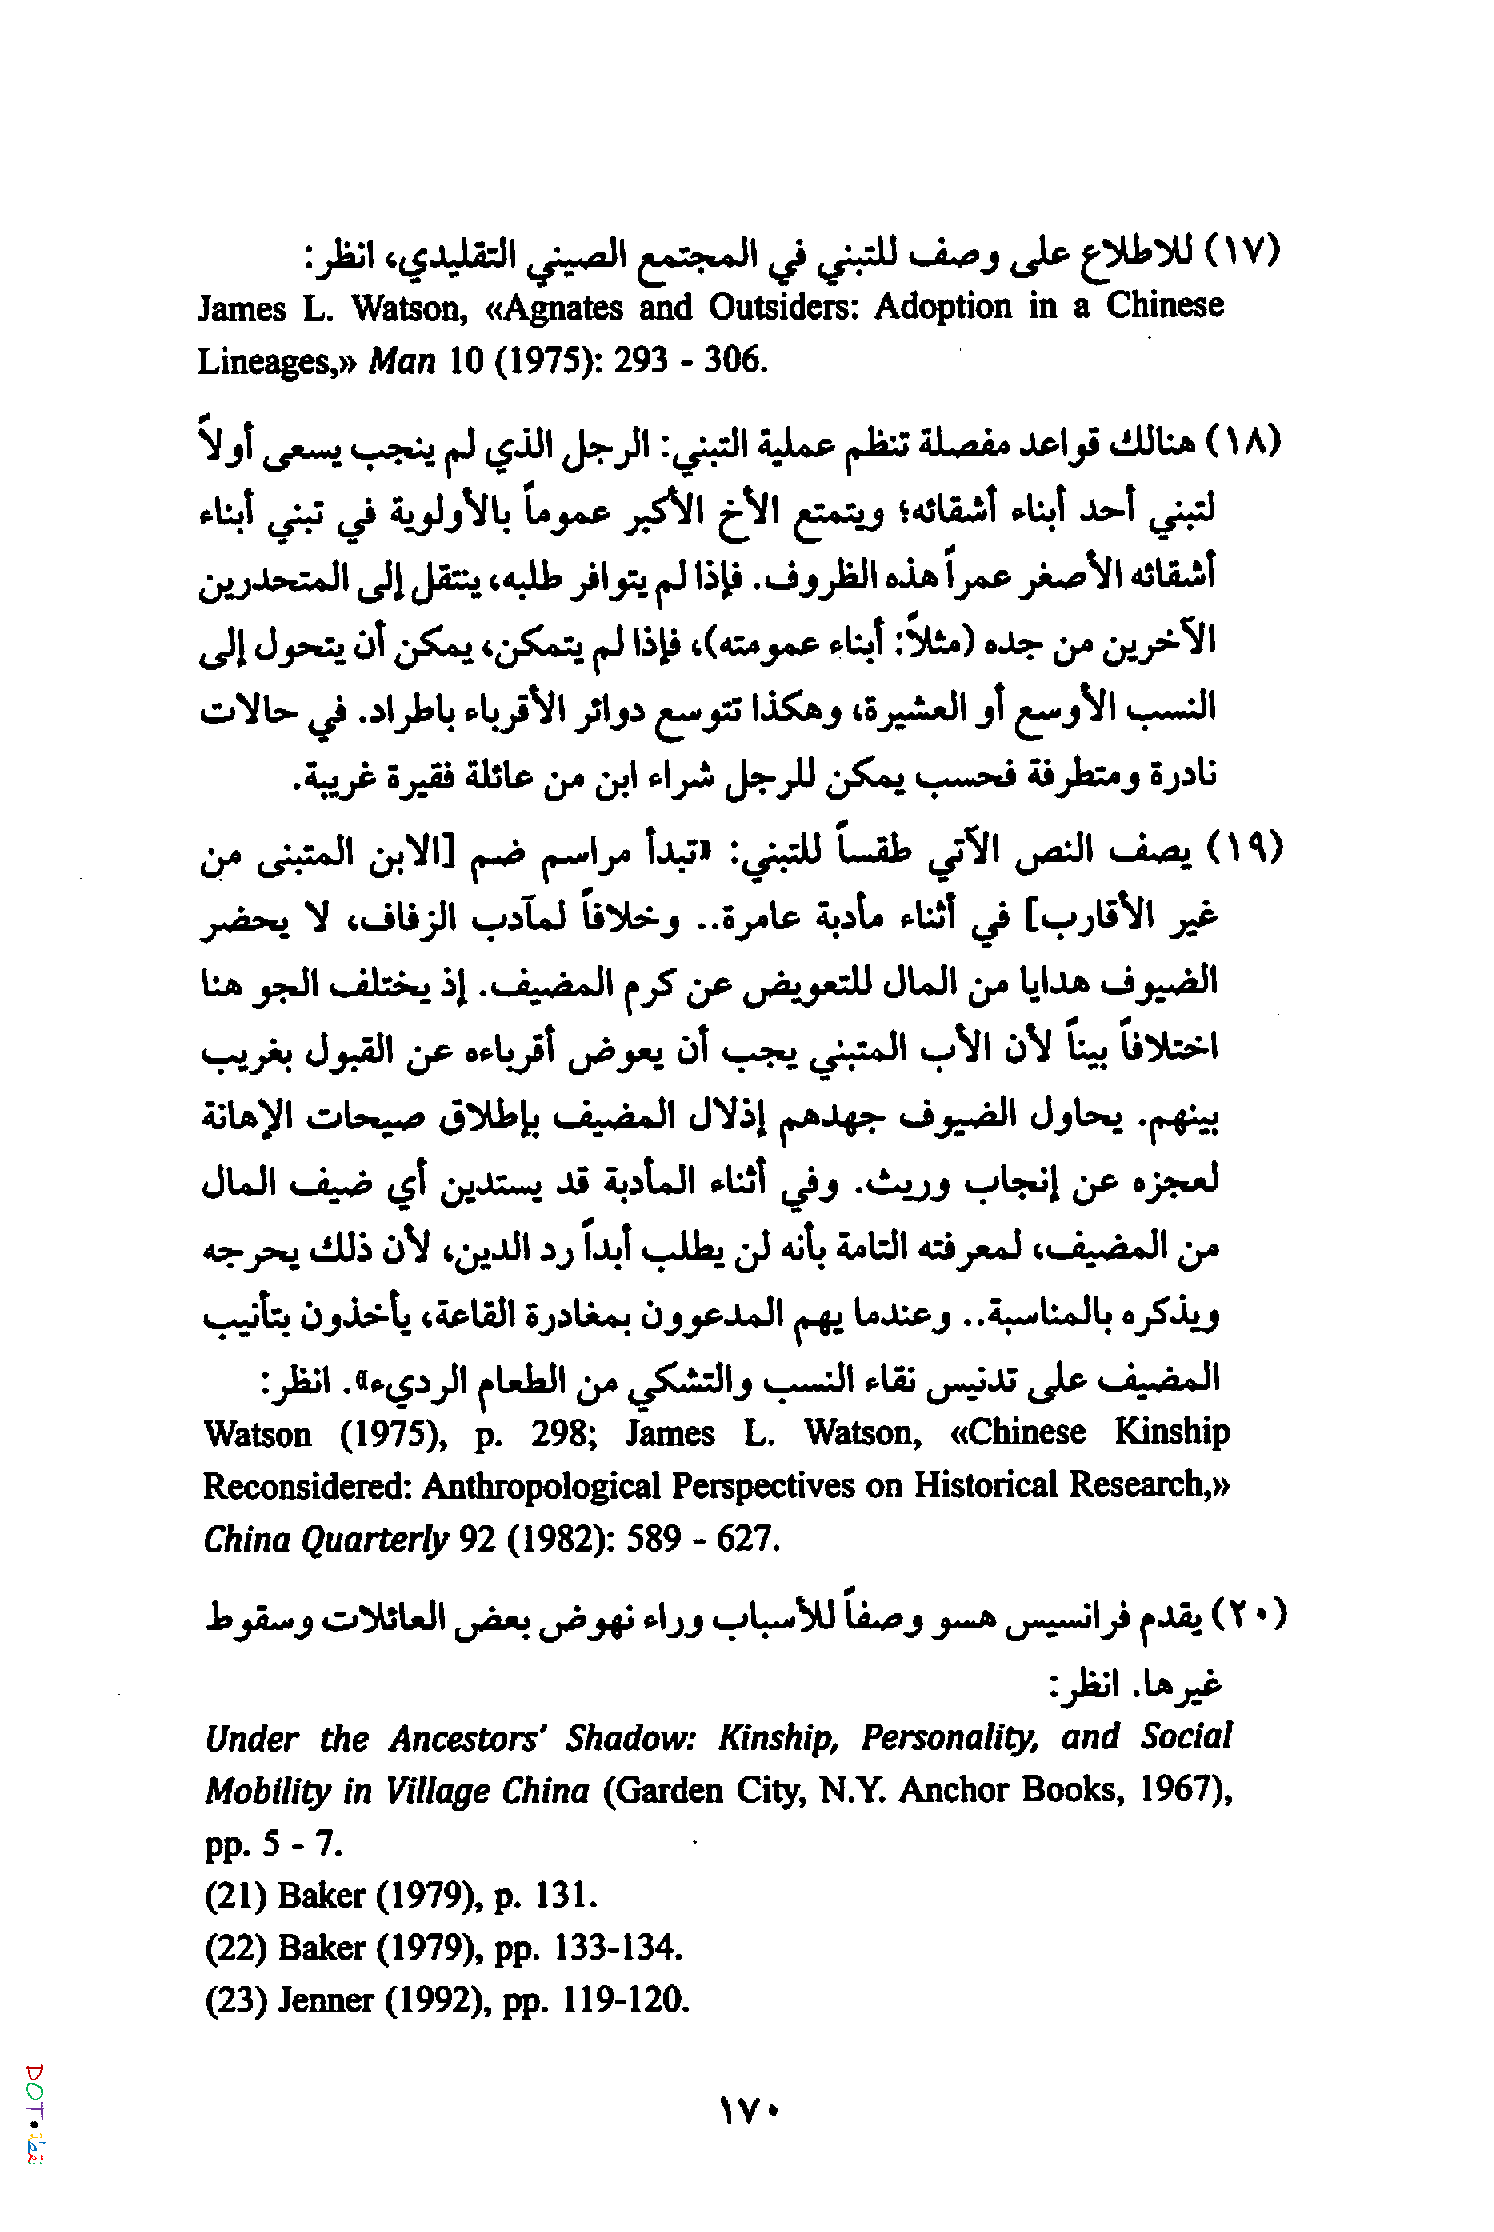 (١٧) للاطلاع على وصف للتبني في المجتمع الصيني التقليدي، انظر:
James L. Watson, «Agnates and Outsiders: Adoption in a Chinese
Lineages,» Man 10 (1975): 293 - 306.
(١٨) هنالك قواعد مفصلة تنظم عملية التبني: الرجل الذي لم ينجب يسعى أولاً
لتبني أحد أبناء أشقائه؛ ويتمتع الأخ الأكبر عموماً بالأولوية في تبني أبناء
أشقائه الأصغر عمراً هذه الظروف. فإذا لم يتوافر طلبه، ينتقل إلى المتحدرين
الآخرين من جده (مثلاً: أبناء عمومته)، فإذا لم يتمكن، يمكن أن يتحول إلى
النسب الأوسع أو العشيرة، وهكذا تتوسع دوائر الأقرباء باطراد. في حالات
نادرة ومتطرفة فحسب يمكن للرجل شراء ابن من عائلة فقيرة غريبة.
(١٩) يصف النص الآتي طقساً للتبني: «تبدأ مراسم ضم [الابن المتبنى من
غير الأقارب] في أثناء مأدبة عامرة.. وخلافاً لمآدب الزفاف، لا يحضر
الضيوف هدايا من المال للتعويض عن كرم المضيف. إذ يختلف الجو هنا
اختلافاً بيناً لأن الأب المتبني يجب أن يعوض أقرباءه عن القبول بغريب
بينهم. يحاول الضيوف جهدهم إذلال المضيف بإطلاق صيحات الإهانة
لعجزه عن إنجاب وريث. وفي أثناء المأدبة قد يستدين أي ضيف المال
من المضيف، لمعرفته التامة بأنه لن يطلب أبداً رد الدين، لأن ذلك يحرجه
ويذكره بالمناسبة.. وعندما يهم المدعوون بمغادرة القاعة، يأخذون بتأنيب
المضيف على تدنيس نقاء النسب والتشكي من الطعام الرديء». انظر:
Watson (1975), p. 298; James L. Watson, «Chinese Kinship
Reconsidered: Anthropological Perspectives on Historical Research,»
China Quarterly 92 (1982): 589 - 627.
(٢٠) يقدم فرانسيس هسو وصفاً للأسباب وراء نهوض بعض العائلات وسقوط
غيرها. انظر:
Under the Ancestors' Shadow: Kinship, Personality, and Social
Mobility in Village China (Garden City, N.Y. Anchor Books, 1967),
pp. 5 - 7.
(21) Baker (1979), p. 131.
(22) Baker (1979), pp. 133-134.
(23) Jenner (1992), pp. 119-120.
١٧٠
DOT.نقطة